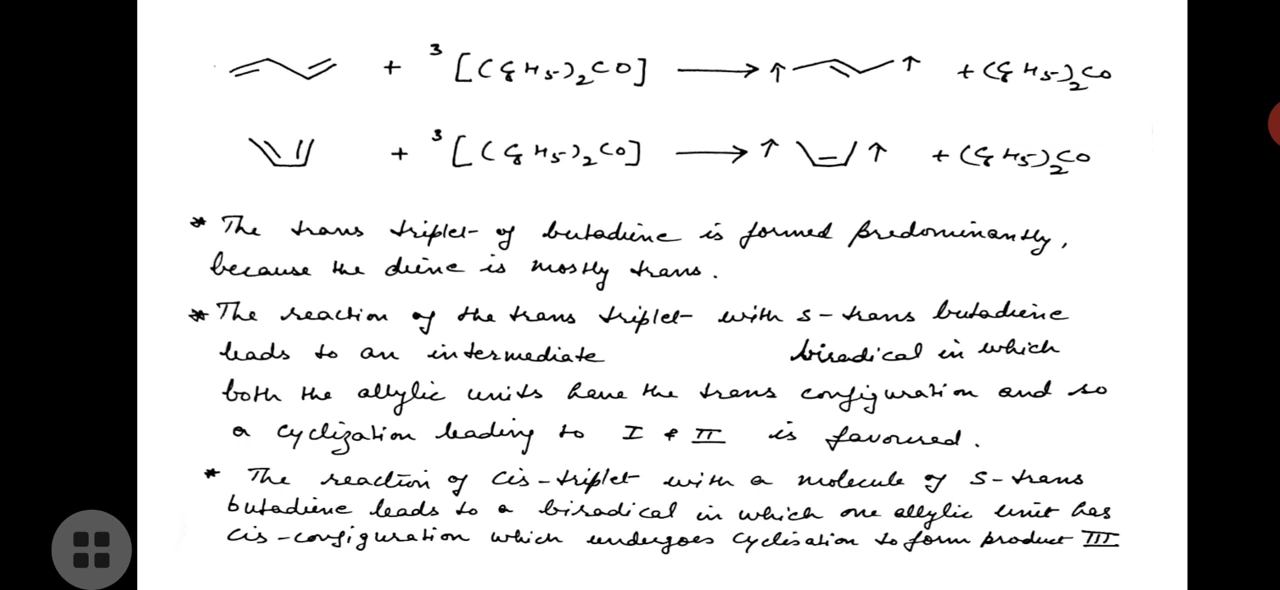 + ³[(C₆H₅)₂CO] ⟶ ↑ ↑ + (C₆H₅)₂CO
+ ³[(C₆H₅)₂CO] ⟶ ↑ ↑ + (C₆H₅)₂CO
* The trans triplet of butadiene is formed predominantly,
because the diene is mostly trans.
* The reaction of the trans triplet with s-trans butadiene
leads to an intermediate biradical in which
both the allylic units have the trans configuration and so
a cyclization leading to I & II is favoured.
* The reaction of cis-triplet with a molecule of S-trans
butadiene leads to a biradical in which one allylic unit has
cis-configuration which undergoes cyclisation to form product III